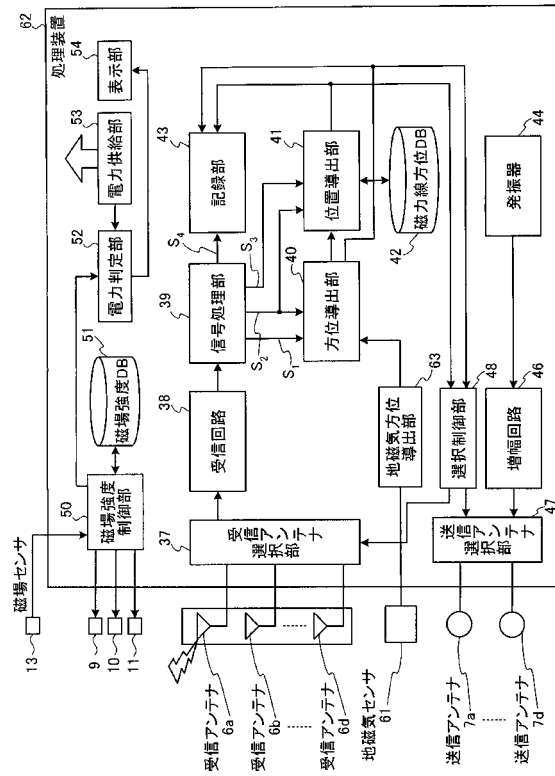 62
処理装置
13
磁場センサ
9
10
11
50
磁場強度
制御部
51
磁場強度DB
52
電力判定部
53
電力供給部
54
表示部
受信アンテナ
6a
受信アンテナ
6b
受信アンテナ
6d
37
受信アンテナ
選択部
38
受信回路
39
信号処理部
S4
S3
S2
S1
43
記録部
40
方位導出部
41
位置導出部
42
磁力線方位DB
地磁気センサ
61
63
地磁気方位
導出部
48
選択制御部
44
発振器
46
増幅回路
47
送信アンテナ
選択部
送信アンテナ
7a
送信アンテナ
7d